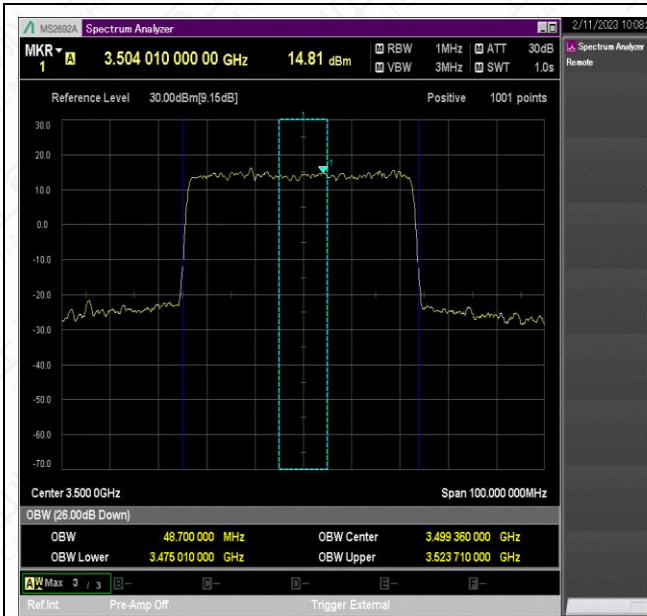 MS2692A Spectrum Analyzer
2/11/2023 10:08:
MKR 1 A 3.504 010 000 00 GHz 14.81 dBm M RBW 1MHz M ATT 30dB
M VBW 3MHz M SWT 1.0s
Spectrum Analyzer
Remote
Reference Level 30.00dBm[9.15dB] Positive 1001 points
30.0
20.0
10.0
0.0
-10.0
-20.0
-30.0
-40.0
-50.0
-60.0
-70.0
1
1
Center 3.500 0GHz Span 100.000 000MHz
OBW (26.00dB Down)
OBW 48.700 000 MHz OBW Center 3.499 360 000 GHz
OBW Lower 3.475 010 000 GHz OBW Upper 3.523 710 000 GHz
A W Max 3 / 3 B- C- D- E- F-
Ref.Int Pre-Amp Off Trigger External